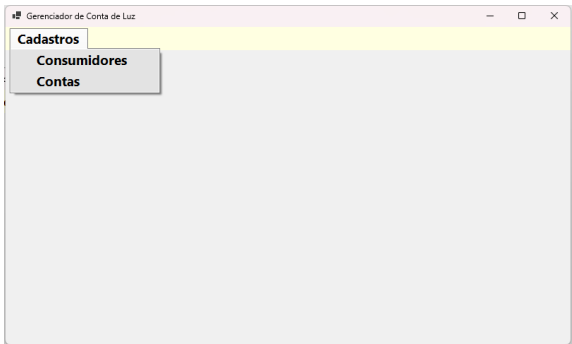 Gerenciador de Conta de Luz
Cadastros
Consumidores
Contas